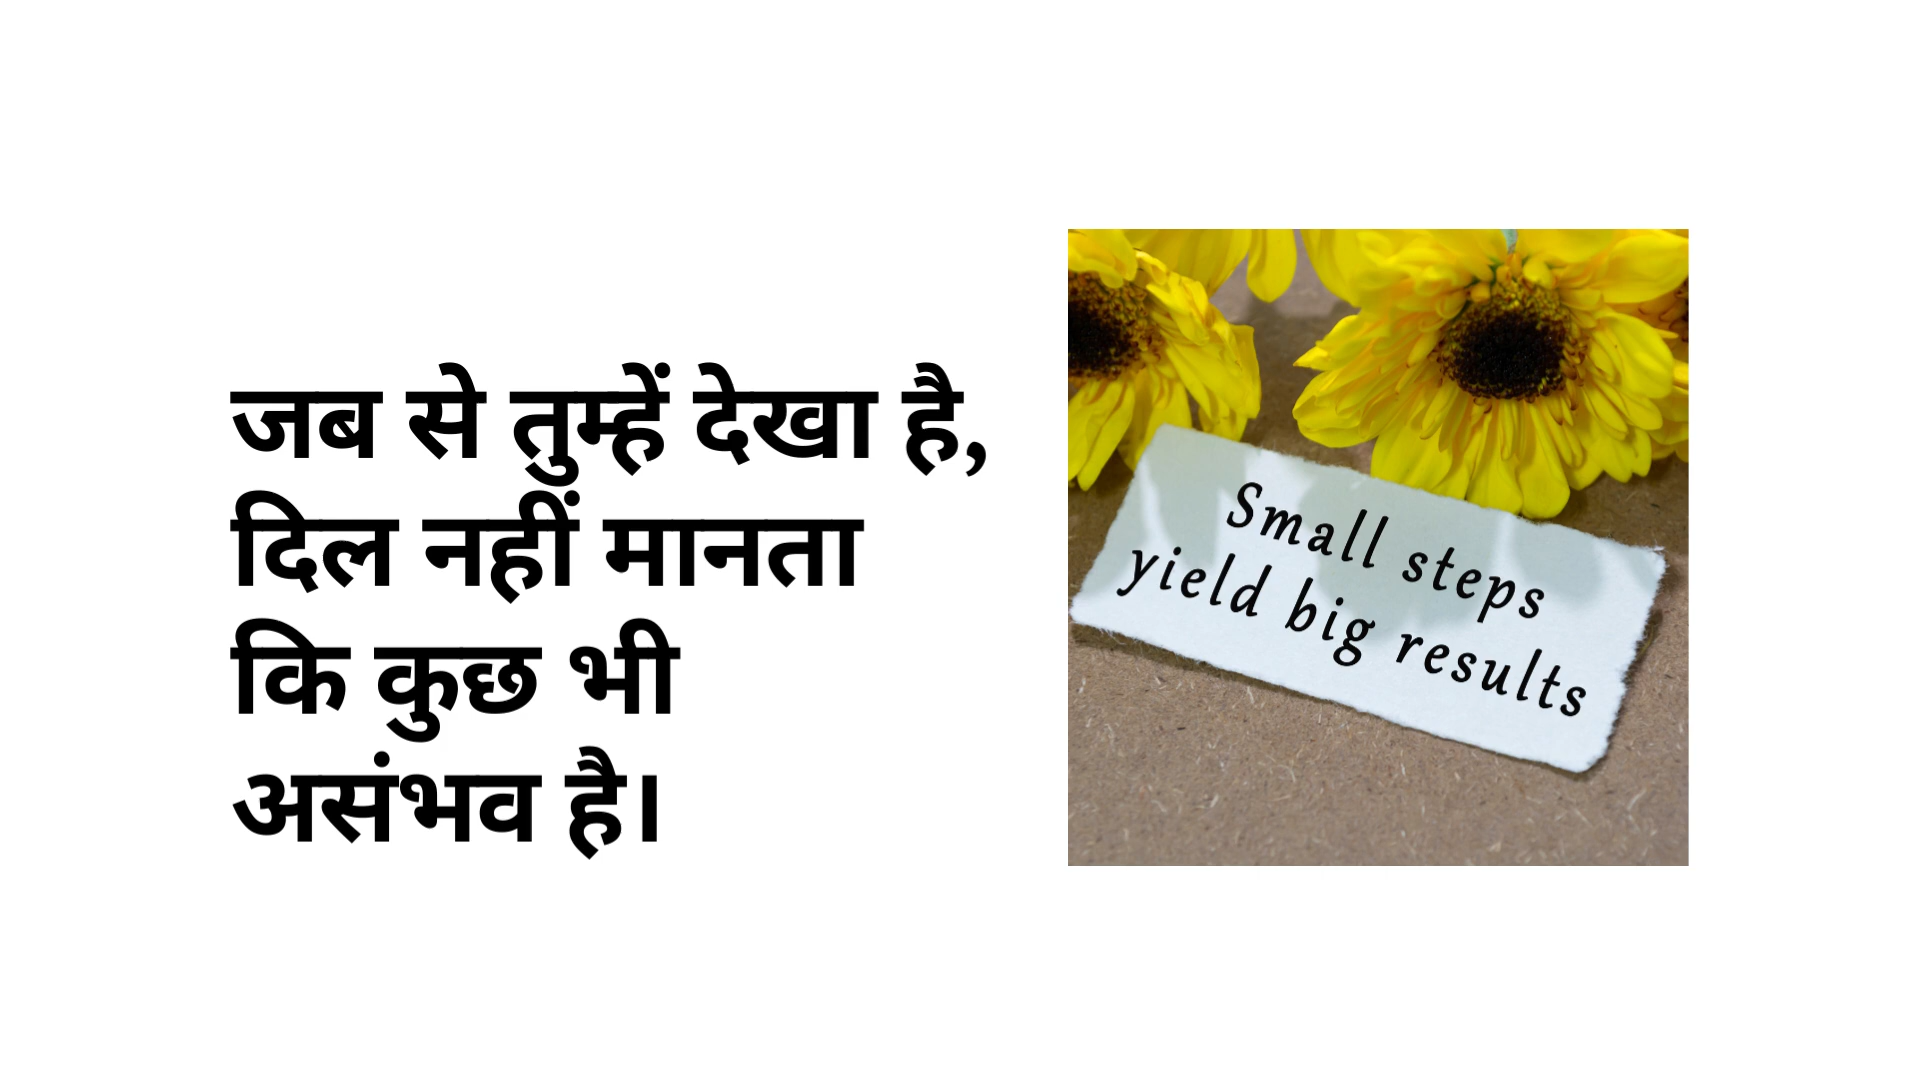 जब से तुम्हें देखा है,
दिल नहीं मानता
कि कुछ भी
असंभव है।
Small steps
yield big results